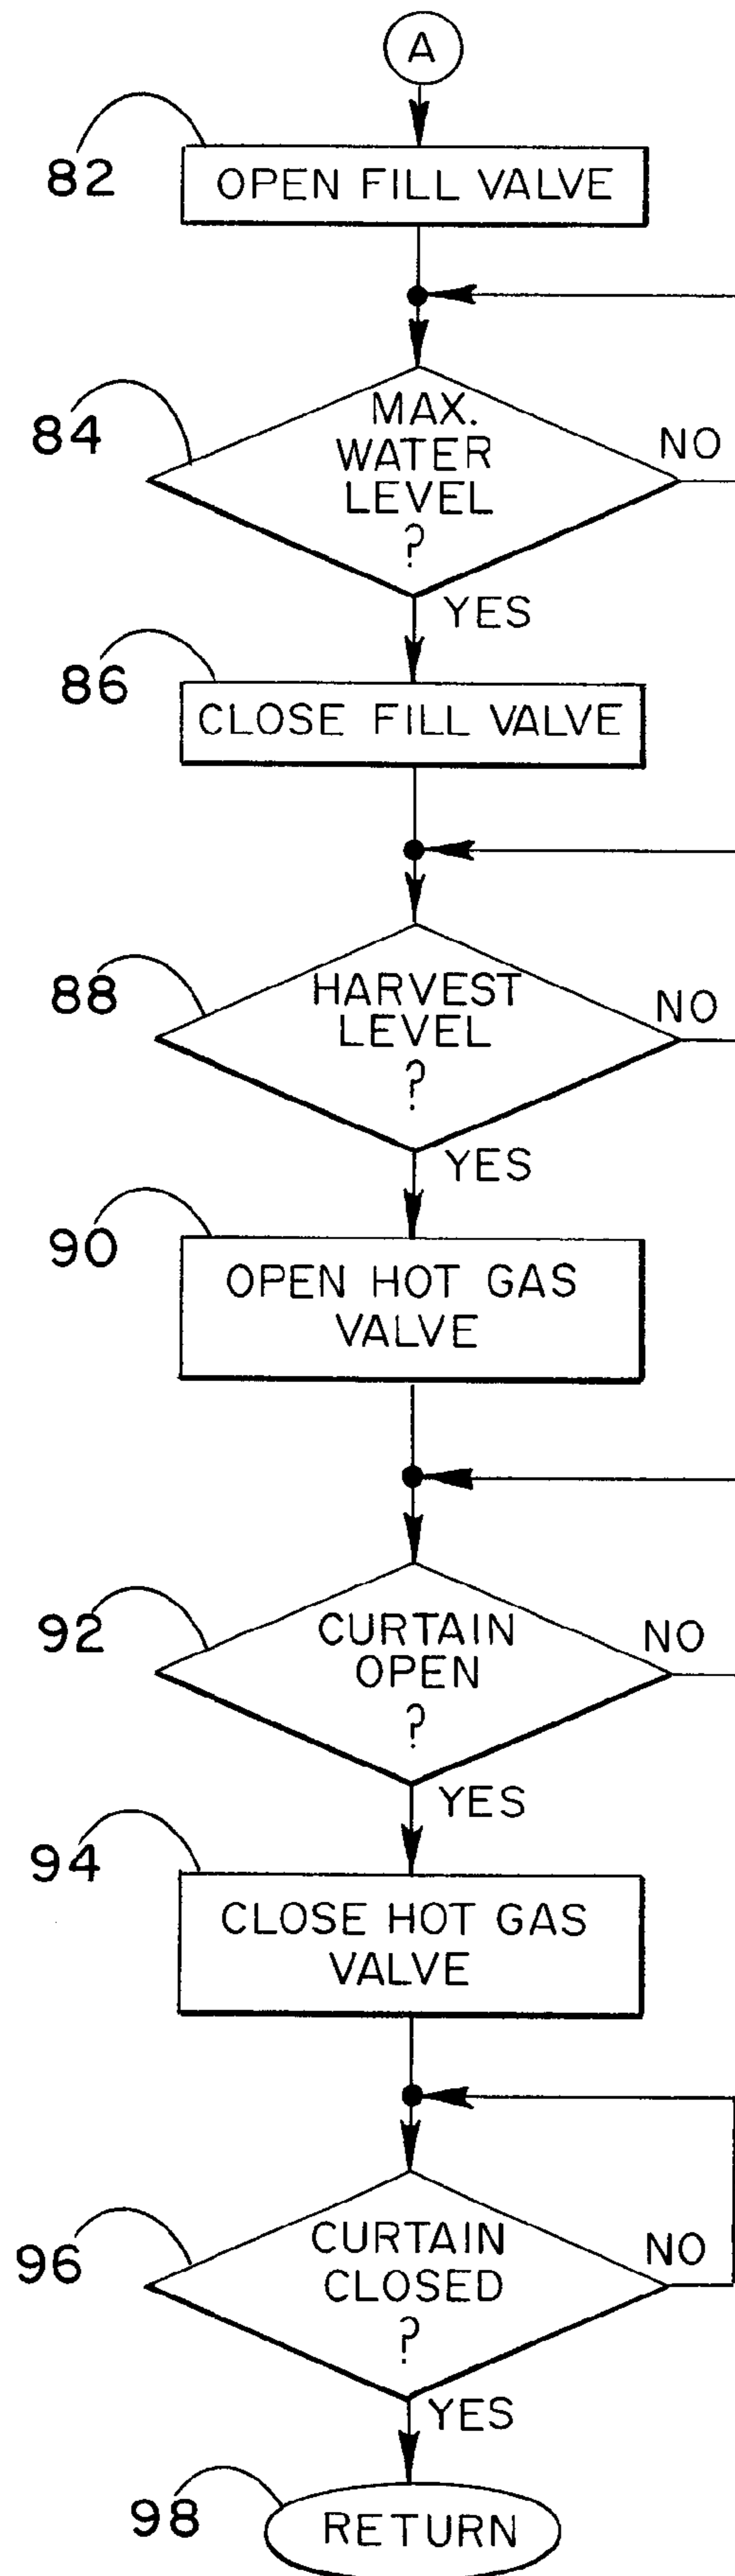 A
82
OPEN FILL VALVE
84
MAX.
WATER
LEVEL
?
NO
YES
86
CLOSE FILL VALVE
88
HARVEST
LEVEL
?
NO
YES
90
OPEN HOT GAS
VALVE
92
CURTAIN
OPEN
?
NO
YES
94
CLOSE HOT GAS
VALVE
96
CURTAIN
CLOSED
?
NO
YES
98
RETURN